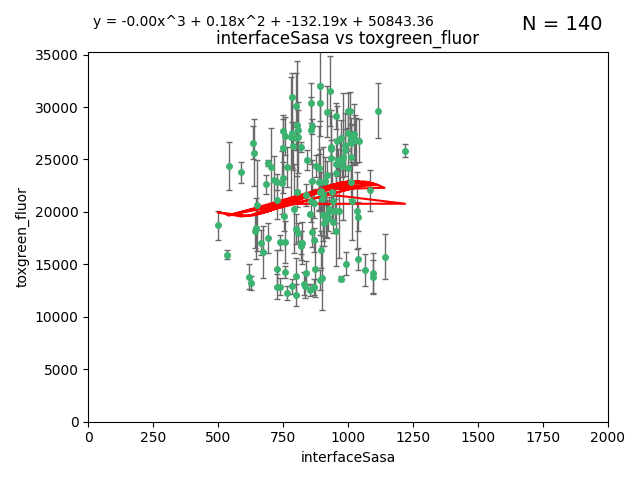 y = -0.00x^3 + 0.18x^2 + -132.19x + 50843.36
N = 140
interfaceSasa vs toxgreen_fluor
35000
30000
25000
20000
15000
10000
5000
0
toxgreen_fluor
0 250 500 750 1000 1250 1500 1750 2000
interfaceSasa